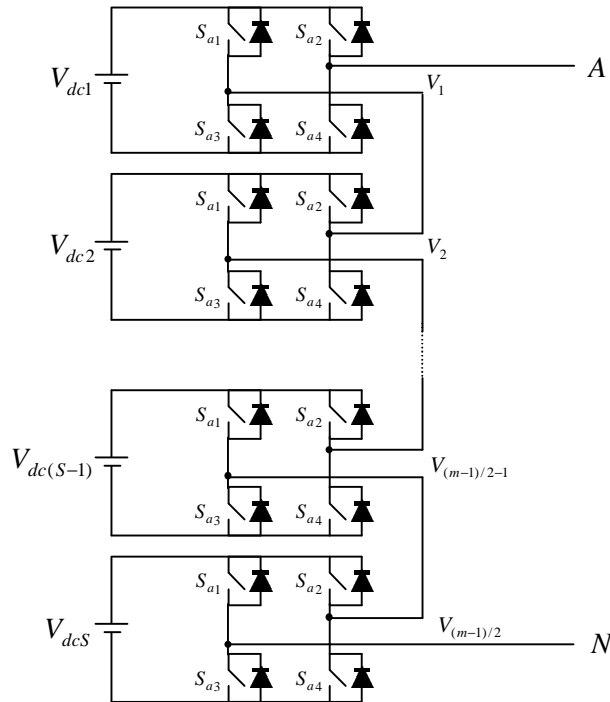 S_{a1} S_{a2}
V_{dc1} V_1 A
S_{a3} S_{a4}
S_{a1} S_{a2}
V_{dc2} V_2
S_{a3} S_{a4}
S_{a1} S_{a2}
V_{dc(S-1)} V_{(m-1)/2-1}
S_{a3} S_{a4}
S_{a1} S_{a2}
V_{dcS} V_{(m-1)/2} N
S_{a3} S_{a4}